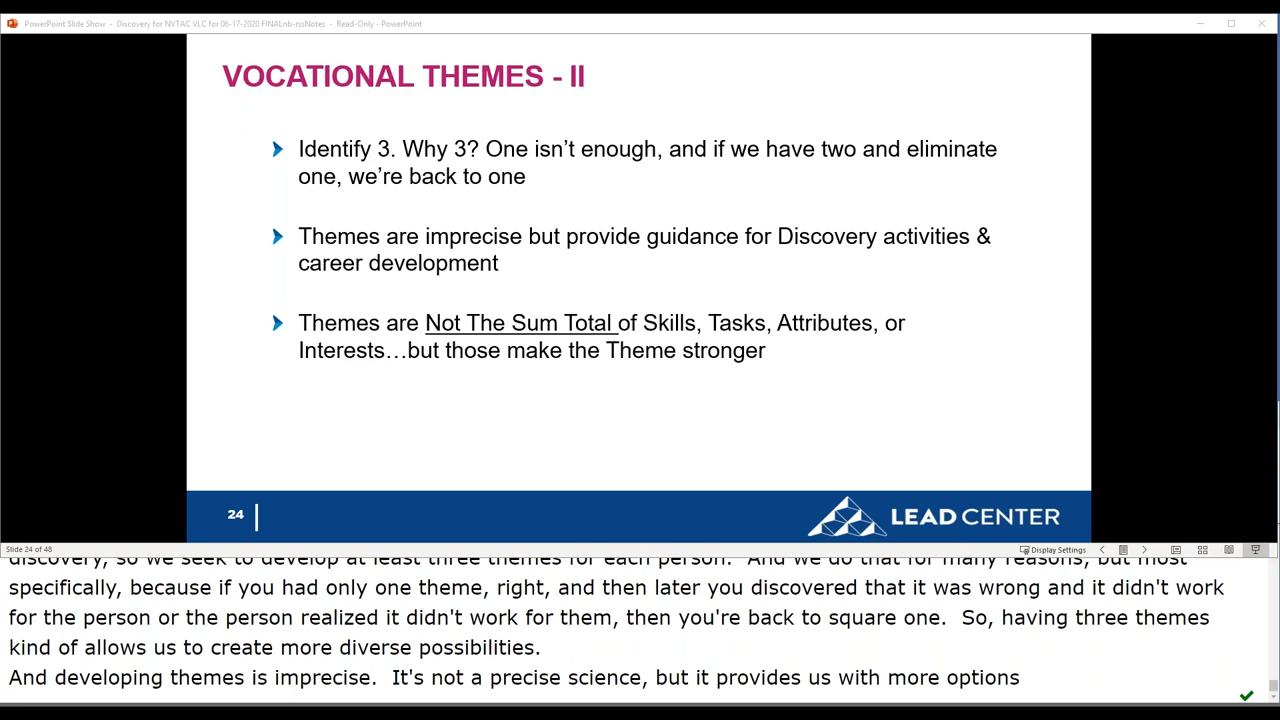 PowerPoint Slide Show - Discovery for NVTAC VLC for 06-17-2020 FINALnb-rssNotes - Read-Only - PowerPoint
VOCATIONAL THEMES - II
Identify 3. Why 3? One isn’t enough, and if we have two and eliminate
one, we’re back to one
Themes are imprecise but provide guidance for Discovery activities &
career development
Themes are Not The Sum Total of Skills, Tasks, Attributes, or
Interests…but those make the Theme stronger
24
LEAD CENTER
Slide 24 of 48
Display Settings
discovery, so we seek to develop at least three themes for each person. And we do that for many reasons, but most
specifically, because if you had only one theme, right, and then later you discovered that it was wrong and it didn't work
for the person or the person realized it didn't work for them, then you're back to square one. So, having three themes
kind of allows us to create more diverse possibilities.
And developing themes is imprecise. It's not a precise science, but it provides us with more options